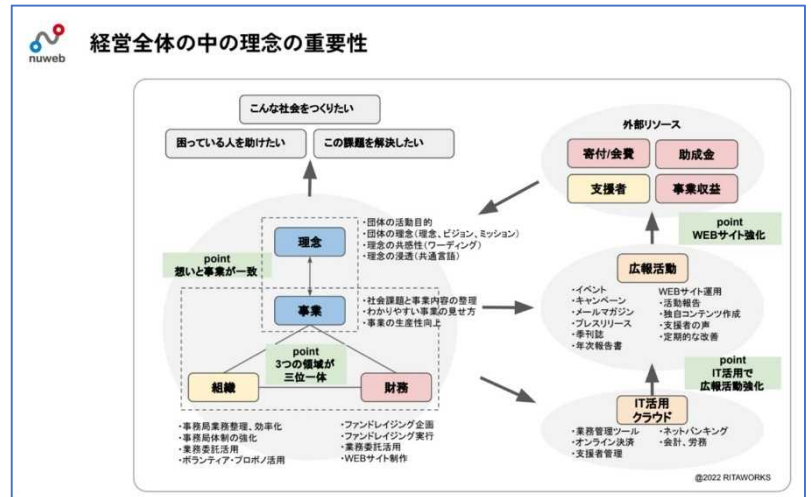 nuweb
経営全体の中の理念の重要性
こんな社会をつくりたい
困っている人を助けたい
この課題を解決したい
理念
・団体の活動目的
・団体の理念(理念、ビジョン、ミッション)
・理念の共感性(ワーディング)
・理念の浸透(共通言語)
point
想いと事業が一致
事業
・社会課題と事業内容の整理
・わかりやすい事業の見せ方
・事業の生産性向上
point
3つの領域が
三位一体
組織
財務
・事務局業務整理、効率化
・事務局体制の強化
・業務委託活用
・ボランティア・プロボノ活用
・ファンドレイジング企画
・ファンドレイジング実行
・業務委託活用
・WEBサイト制作
外部リソース
寄付/会費
助成金
支援者
事業収益
point
WEBサイト強化
広報活動
・イベント
・キャンペーン
・メールマガジン
・プレスリリース
・季刊誌
・年次報告書
WEBサイト運用
・活動報告
・独自コンテンツ作成
・支援者の声
・定期的な改善
point
IT活用で
広報活動強化
IT活用
クラウド
・業務管理ツール
・オンライン決済
・支援者管理
・ネットバンキング
・会計、労務
@2022 RITAWORKS